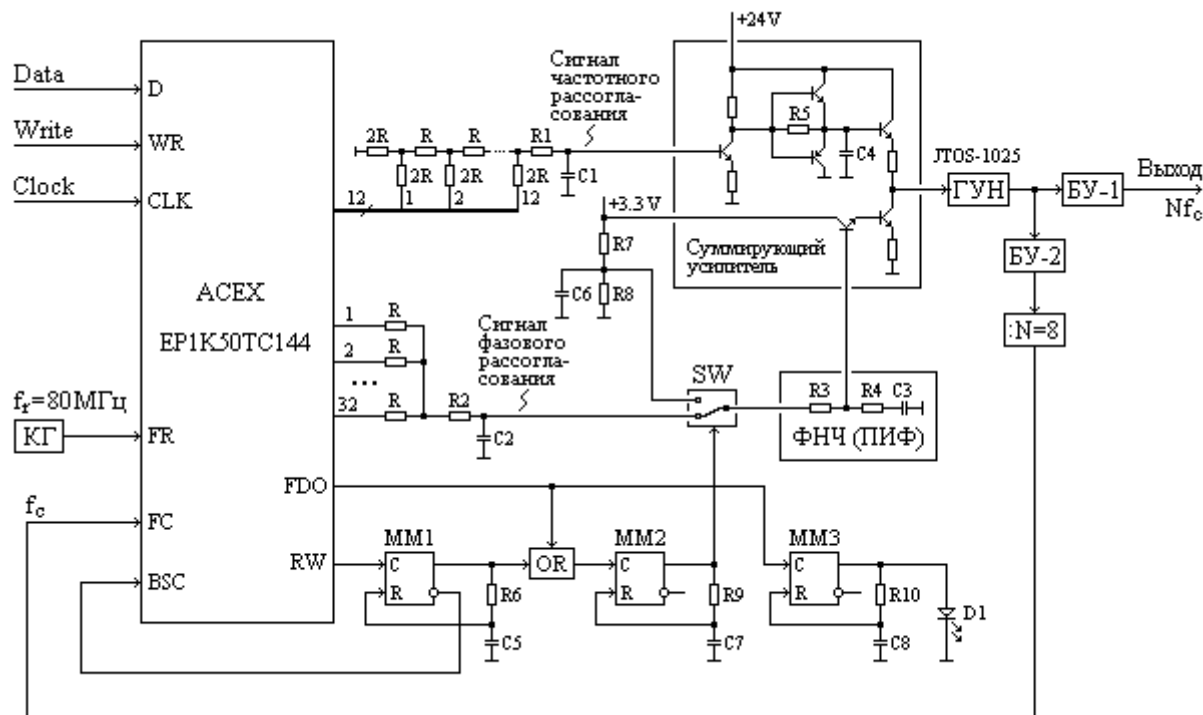 +24V
Сигнал
частотного
рассогла-
сования
Data
D
Write
WR
Clock
CLK
2R
R
R
R1
2R
2R
2R
12
1
2
12
C1
R5
C4
JTOS-1025
ГУН
БУ-1
Выход
Nfc
+3.3V
R7
C6
R8
Суммирующий
усилитель
БУ-2
:N=8
ACEX
EP1K50TC144
1
R
2
R
...
32
R
R2
C2
Сигнал
фазового
рассогла-
сования
SW
R3
R4
C3
ФНЧ (ПИФ)
fr=80МГц
КГ
FR
FDO
fc
FC
BSC
RW
MM1
C
R
R6
C5
OR
MM2
C
R
R9
C7
MM3
C
R
R10
C8
D1